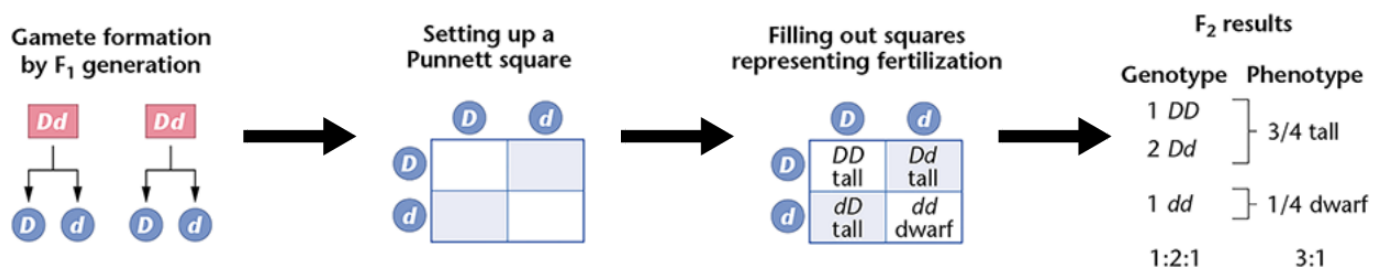 Gamete formation
by F₁ generation
Dd
Dd
D
d
D
d
Setting up a
Punnett square
D
d
D
d
Filling out squares
representing fertilization
D
d
D
DD
tall
Dd
tall
d
dD
tall
dd
dwarf
F₂ results
Genotype Phenotype
1 DD
2 Dd
3/4 tall
1 dd
1/4 dwarf
1:2:1
3:1